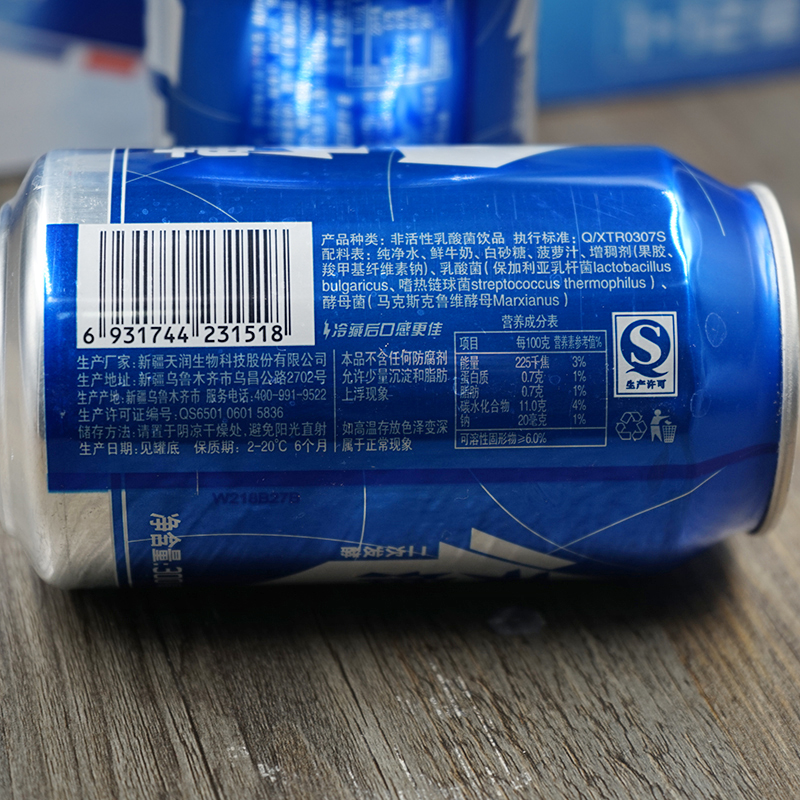 产品种类：非活性乳酸菌饮品 执行标准：Q/XTR0307S
配料表：纯净水、鲜牛奶、白砂糖、菠萝汁、增稠剂(果胶、
羧甲基纤维素钠)、乳酸菌（保加利亚乳杆菌lactobacillus
bulgaricus、嗜热链球菌streptococcus thermophilus）、
酵母菌（马克斯克鲁维酵母Marxianus）
6 931744 231518
冷藏后口感更佳
生产厂家：新疆天润生物科技股份有限公司
生产地址：新疆乌鲁木齐市乌昌公路2702号
生产产地：新疆乌鲁木齐市 服务电话:400-991-9522
生产许可证编号：QS6501 0601 5836
储存方法：请置于阴凉干燥处，避免阳光直射
生产日期：见罐底 保质期：2-20℃ 6个月
本品不含任何防腐剂
允许少量沉淀和脂肪
上浮现象
如高温存放色泽变深
属于正常现象
营养成分表
项目 每100克 营养素参考值%
能量 225千焦 3%
蛋白质 0.7克 1%
脂肪 0.7克 1%
碳水化合物 11.0克 4%
钠 20毫克 1%
可溶性固形物≥6.0%
S
生产许可
W218B27B
净含量:30